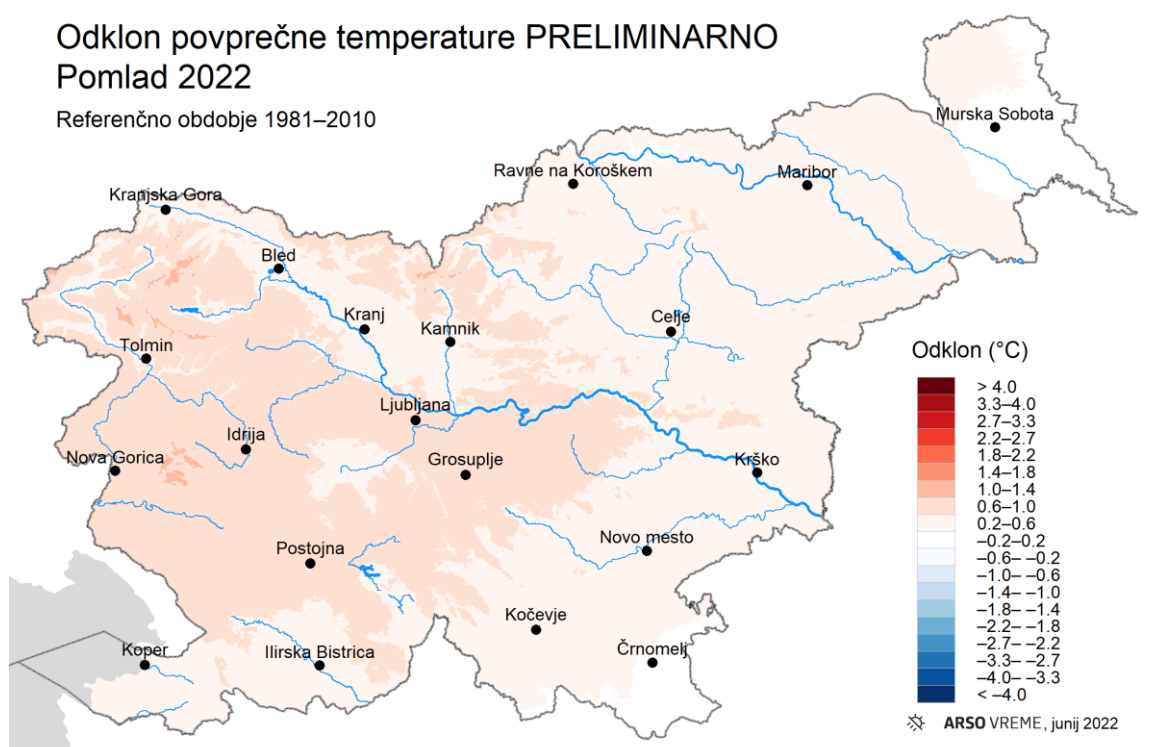 Odklon povprečne temperature PRELIMINARNO
Pomlad 2022
Referenčno obdobje 1981–2010
Murska Sobota
Ravne na Koroškem
Maribor
Kranjska Gora
Bled
Kranj
Kamnik
Celje
Tolmin
Ljubljana
Idrija
Nova Gorica
Grosuplje
Krško
Postojna
Novo mesto
Kočevje
Koper
Ilirska Bistrica
Črnomelj
Odklon (°C)
> 4.0
3.3–4.0
2.7–3.3
2.2–2.7
1.8–2.2
1.4–1.8
1.0–1.4
0.6–1.0
0.2–0.6
–0.2–0.2
–0.6– –0.2
–1.0– –0.6
–1.4– –1.0
–1.8– –1.4
–2.2– –1.8
–2.7– –2.2
–3.3– –2.7
–4.0– –3.3
< –4.0
ARSO VREME, junij 2022